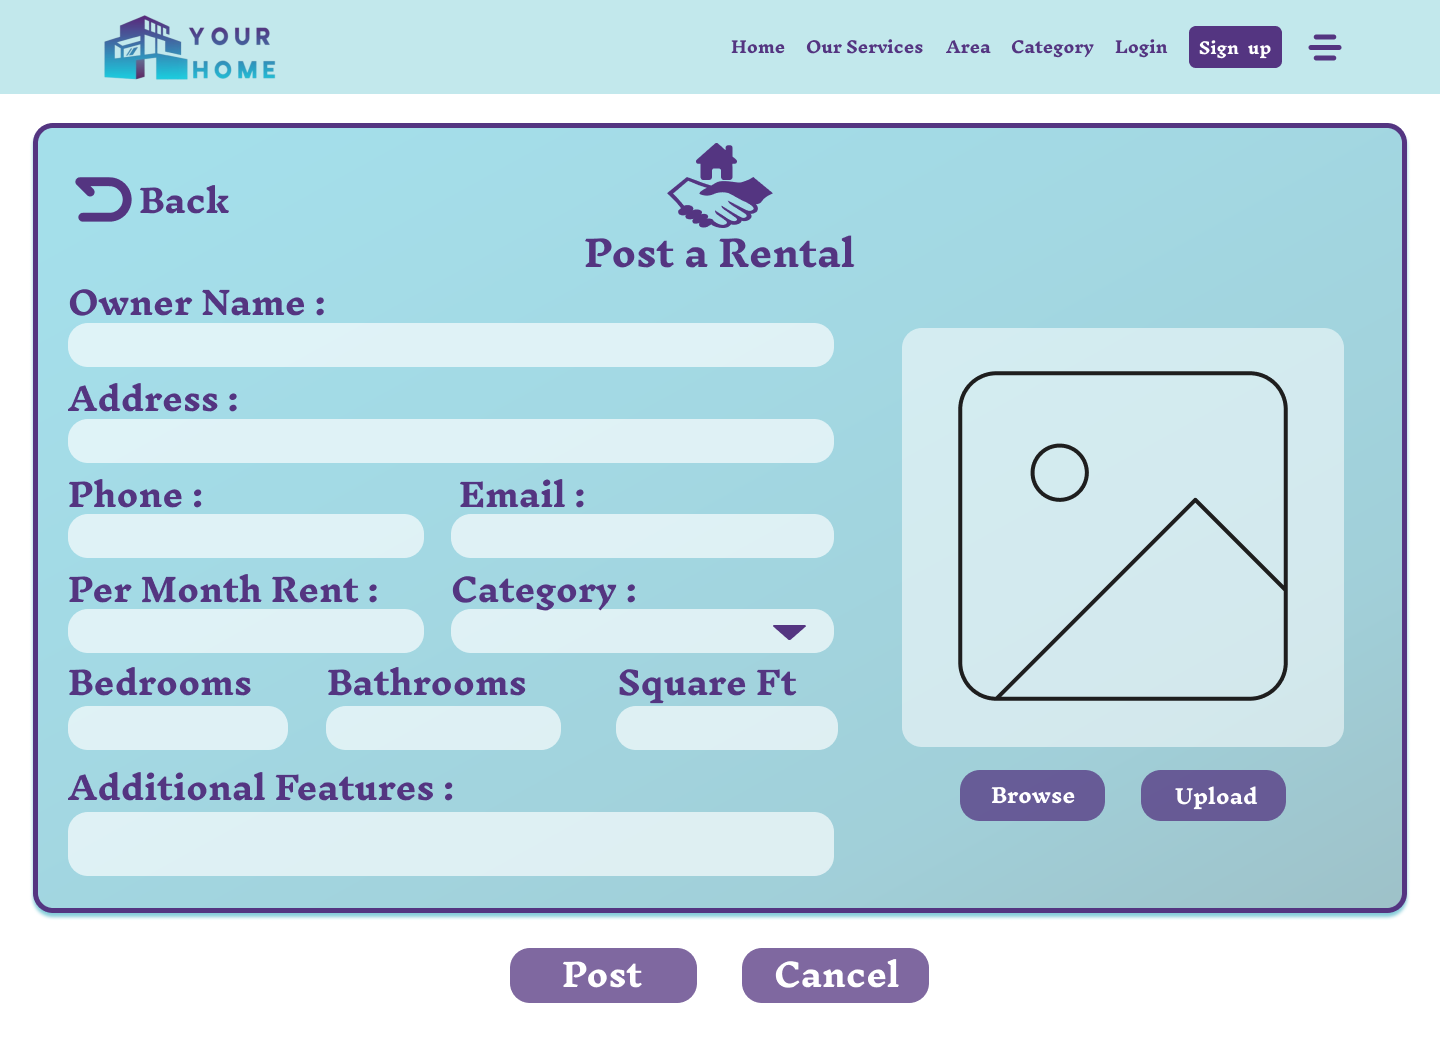 YOUR
HOME
Home Our Services Area Category Login Sign up
Back
Post a Rental
Owner Name :
Address :
Phone : Email :
Per Month Rent : Category :
Bedrooms Bathrooms Square Ft
Additional Features :
Browse Upload
Post Cancel